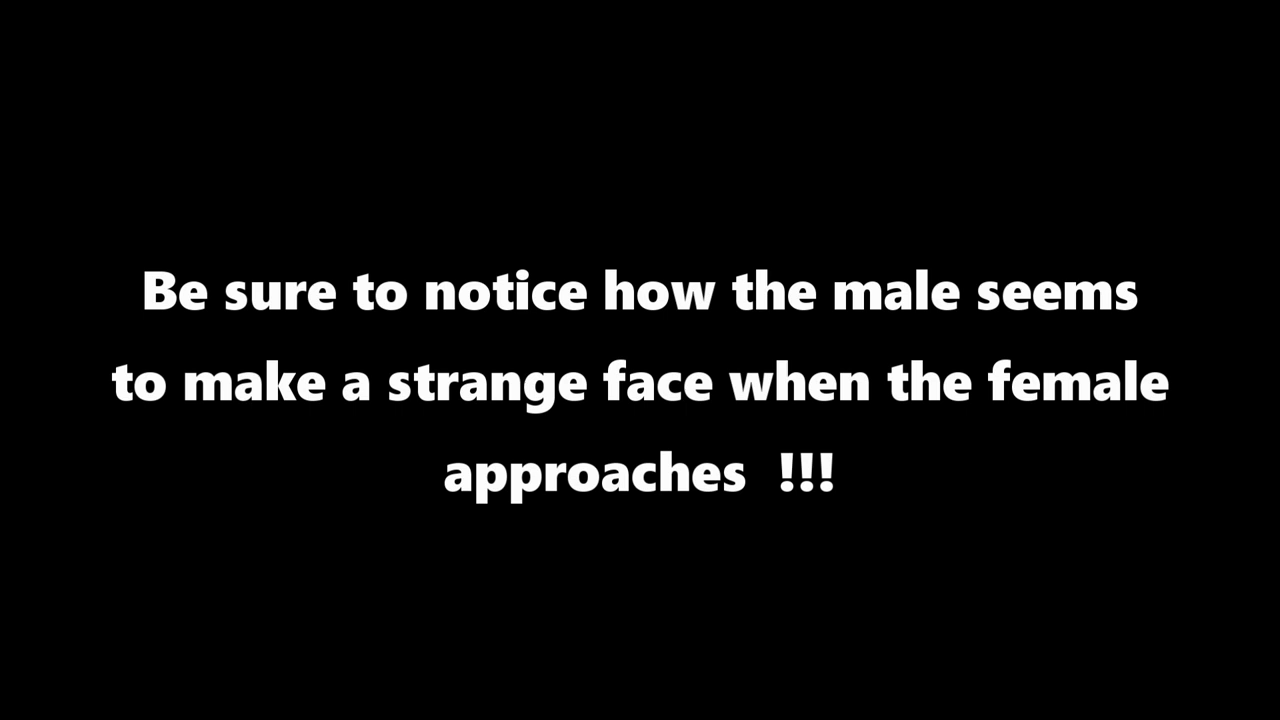 Be sure to notice how the male seems
to make a strange face when the female
approaches  !!!